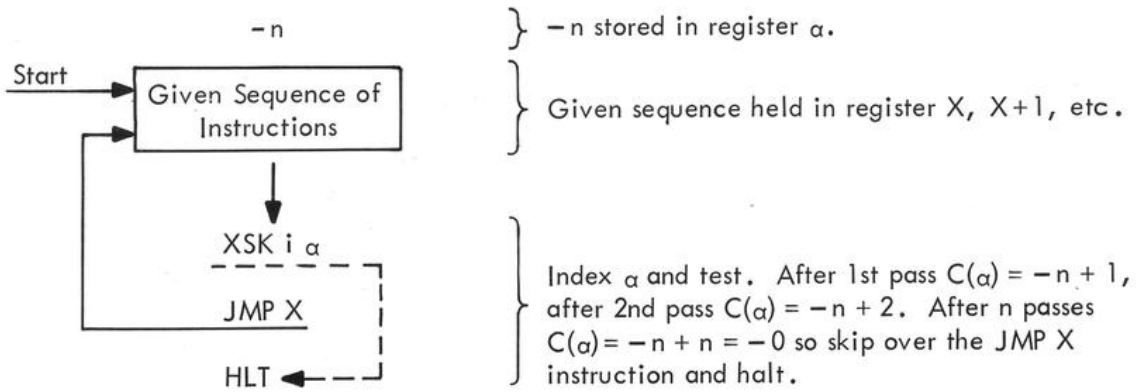 −n
−n stored in register α.
Start
Given Sequence of
Instructions
Given sequence held in register X, X+1, etc.
XSK i α
JMP X
HLT
Index α and test. After 1st pass C(α) = −n + 1,
after 2nd pass C(α) = −n + 2. After n passes
C(α) = −n + n = −0 so skip over the JMP X
instruction and halt.